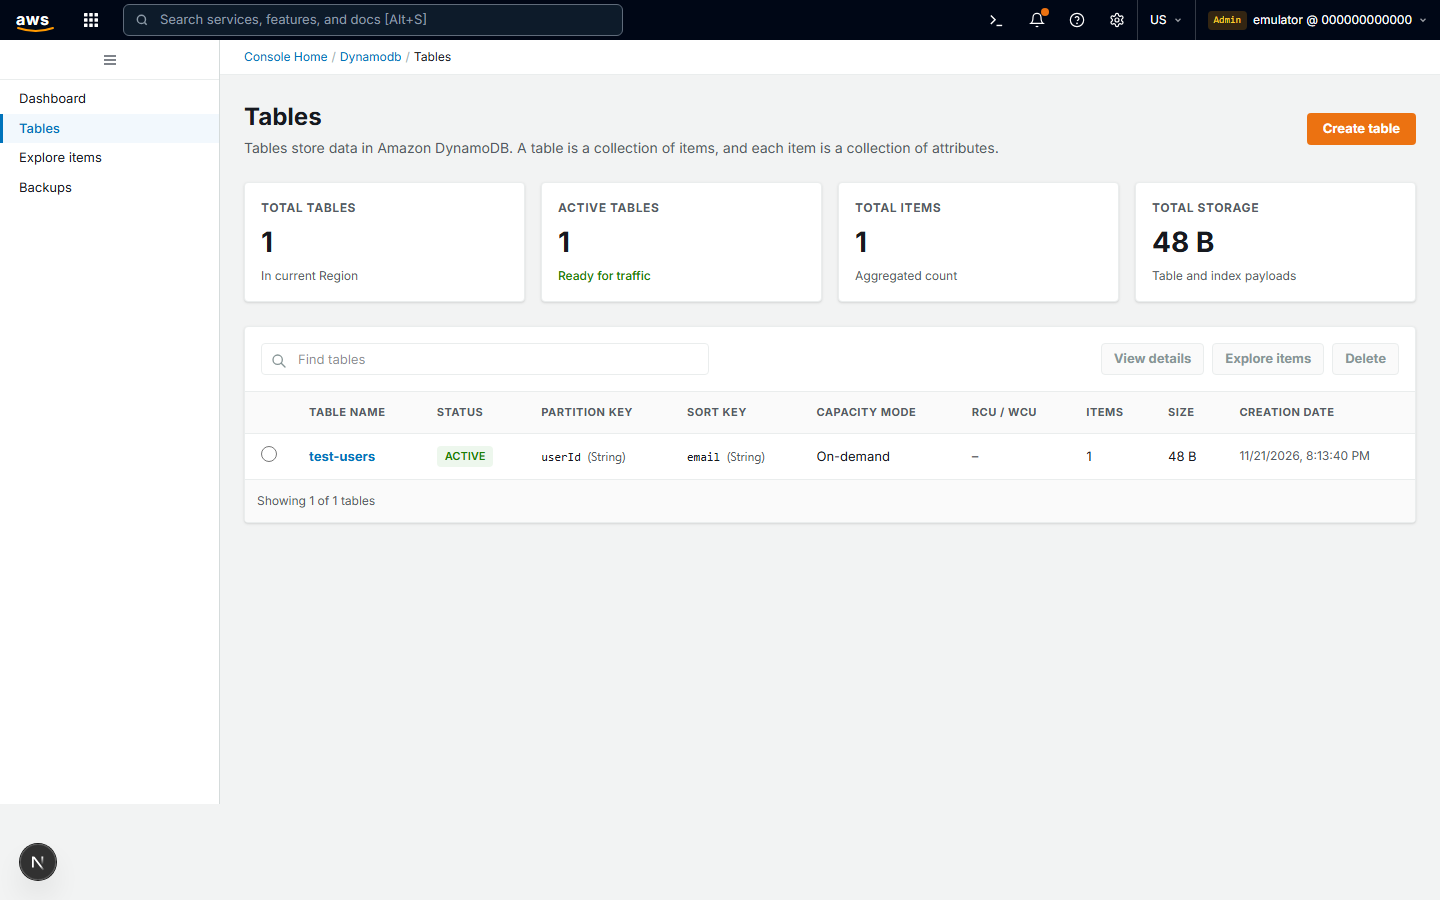 aws
Search services, features, and docs [Alt+S]
US
Admin
emulator @ 000000000000
Console Home / Dynamodb / Tables
Dashboard
Tables
Explore items
Backups
Tables
Tables store data in Amazon DynamoDB. A table is a collection of items, and each item is a collection of attributes.
Create table
TOTAL TABLES
1
In current Region
ACTIVE TABLES
1
Ready for traffic
TOTAL ITEMS
1
Aggregated count
TOTAL STORAGE
48 B
Table and index payloads
Find tables
View details
Explore items
Delete
TABLE NAME STATUS PARTITION KEY SORT KEY CAPACITY MODE RCU / WCU ITEMS SIZE CREATION DATE
test-users ACTIVE userId (String) email (String) On-demand – 1 48 B 11/21/2026, 8:13:40 PM
Showing 1 of 1 tables
N